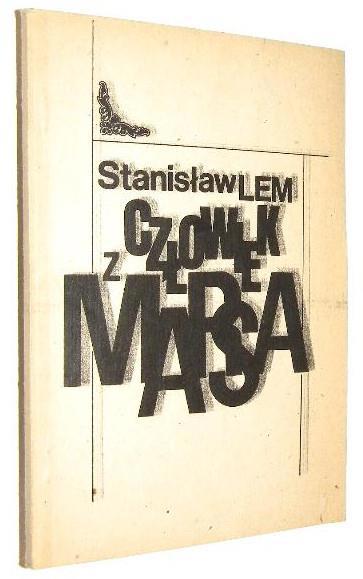 Stanisław LEM
CZŁOWIEK
Z
MARSA